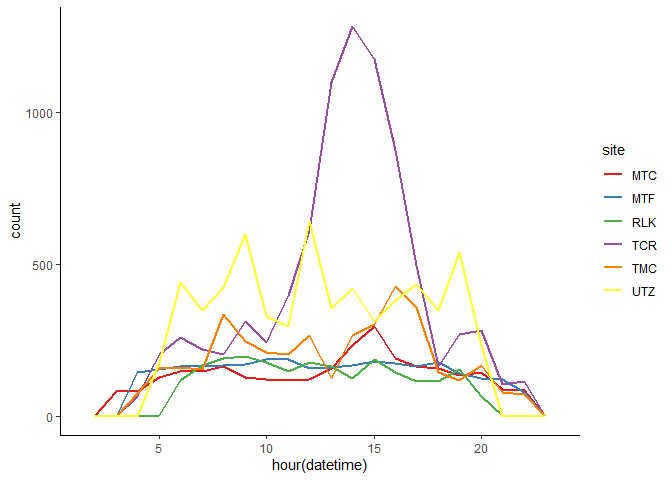 1000
500
0
count
5
10
15
20
hour(datetime)
site
MTC
MTF
RLK
TCR
TMC
UTZ